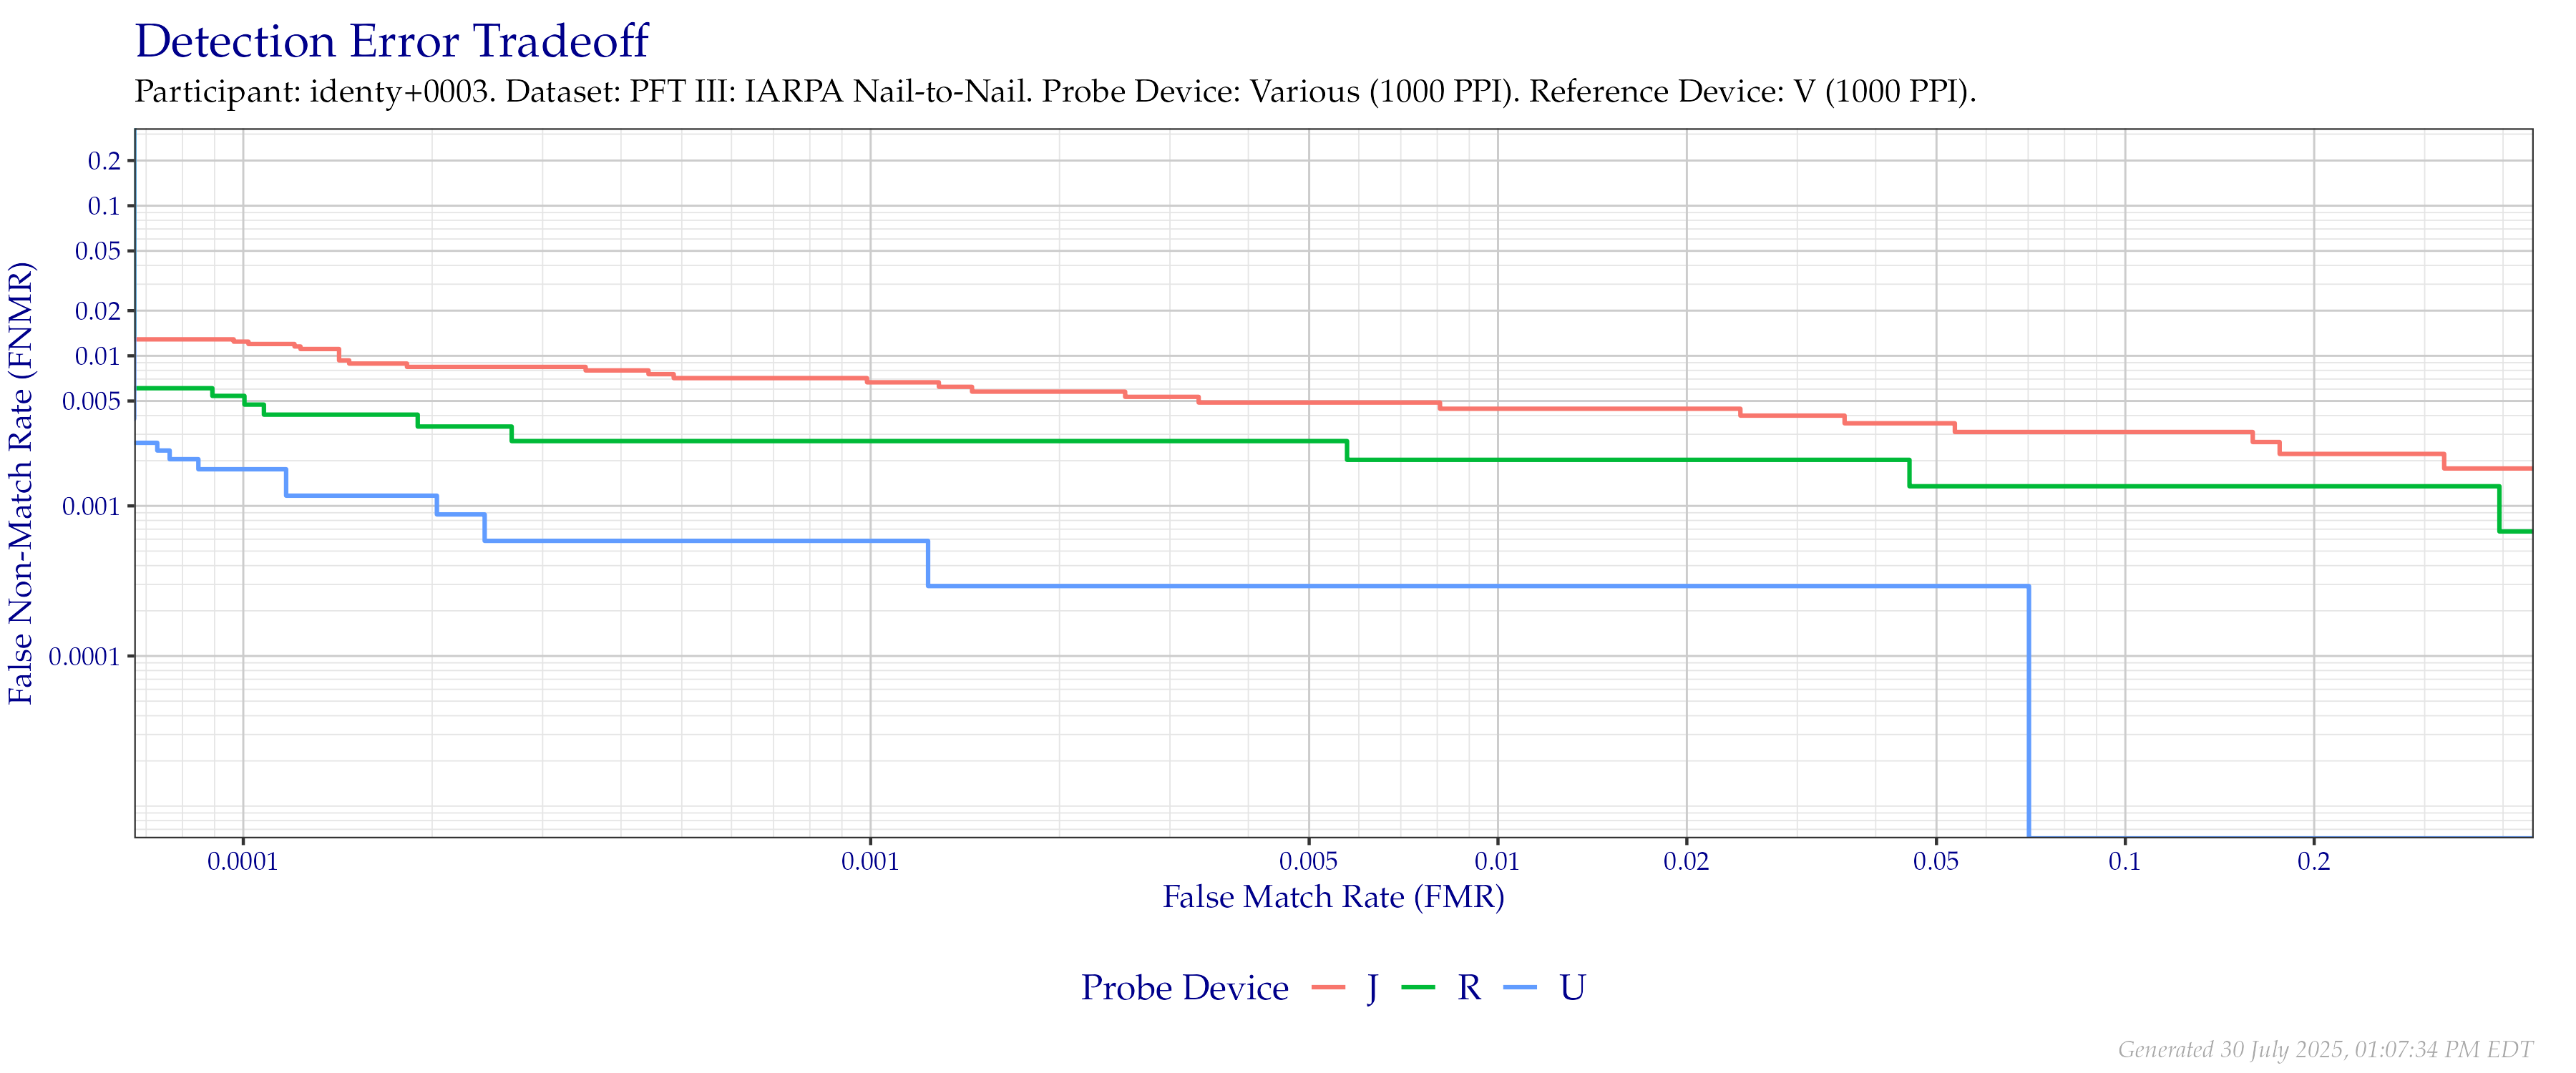 Detection Error Tradeoff
Participant: identy+0003. Dataset: PFT III: IARPA Nail-to-Nail. Probe Device: Various (1000 PPI). Reference Device: V (1000 PPI).
False Non-Match Rate (FNMR)
0.2
0.1
0.05
0.02
0.01
0.005
0.001
0.0001
0.0001 0.001 0.005 0.01 0.02 0.05 0.1 0.2
False Match Rate (FMR)
Probe Device J R U
Generated 30 July 2025, 01:07:34 PM EDT